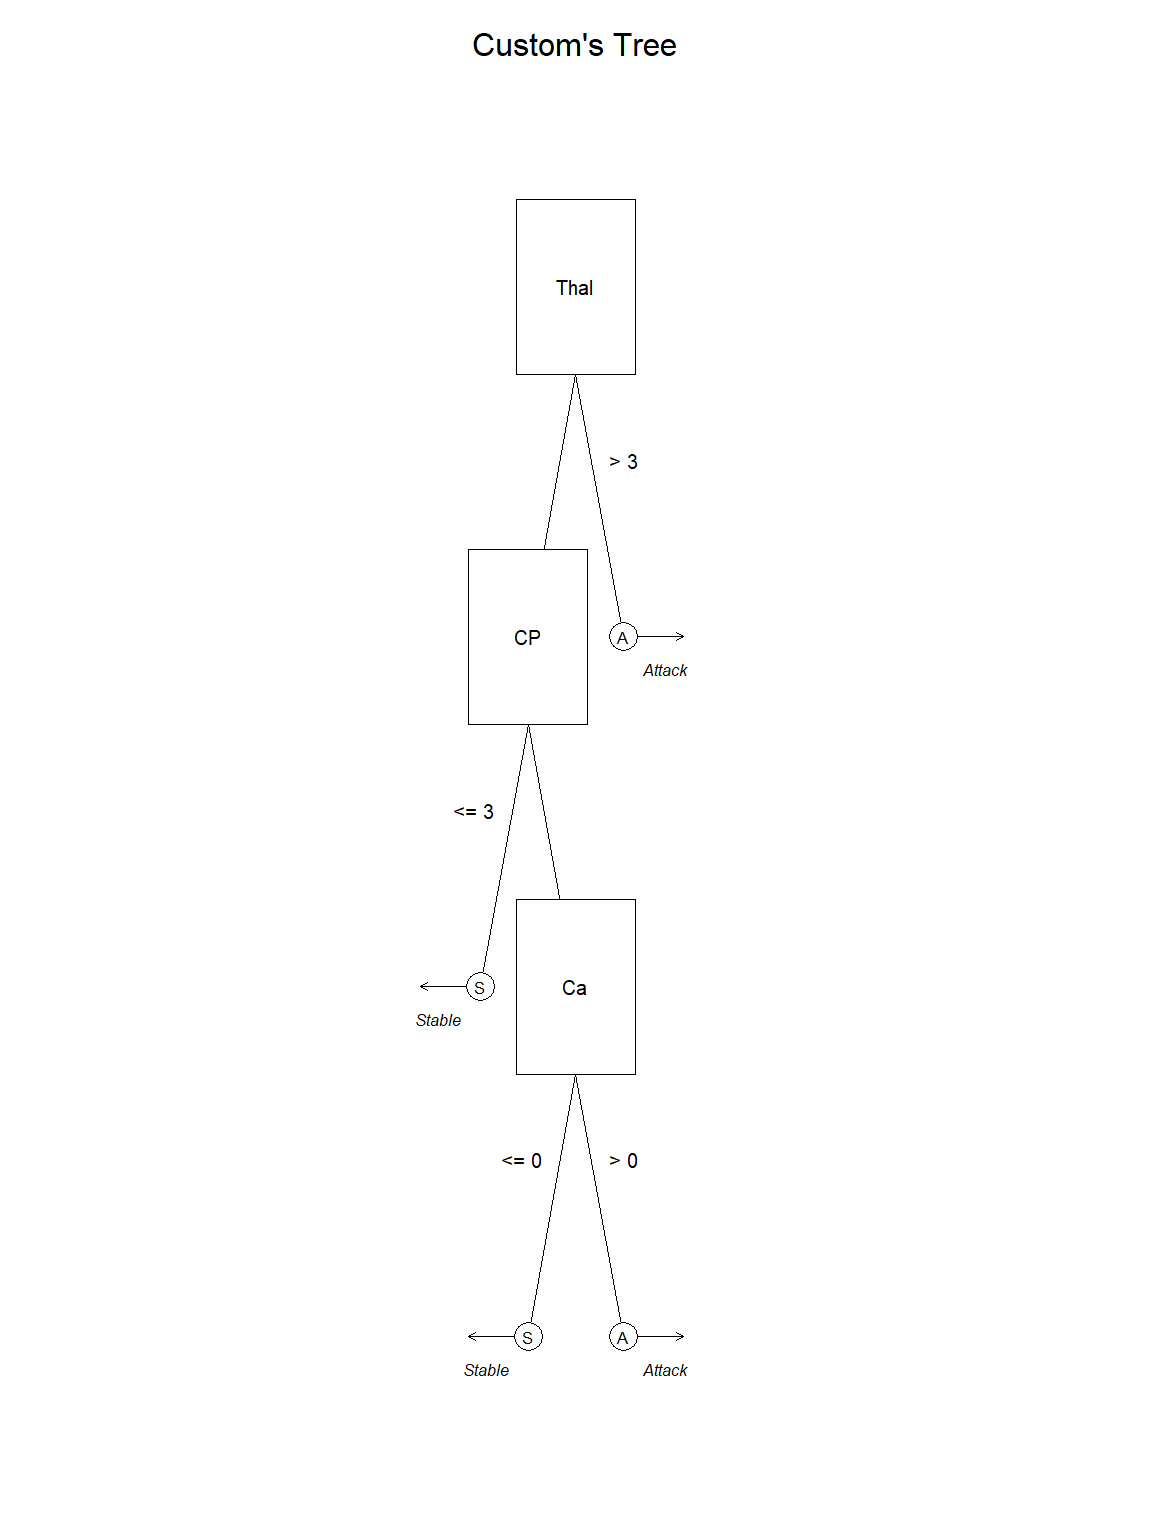 Custom's Tree
Thal
> 3
CP
A
Attack
<= 3
S
Ca
Stable
<= 0
> 0
S
A
Stable
Attack